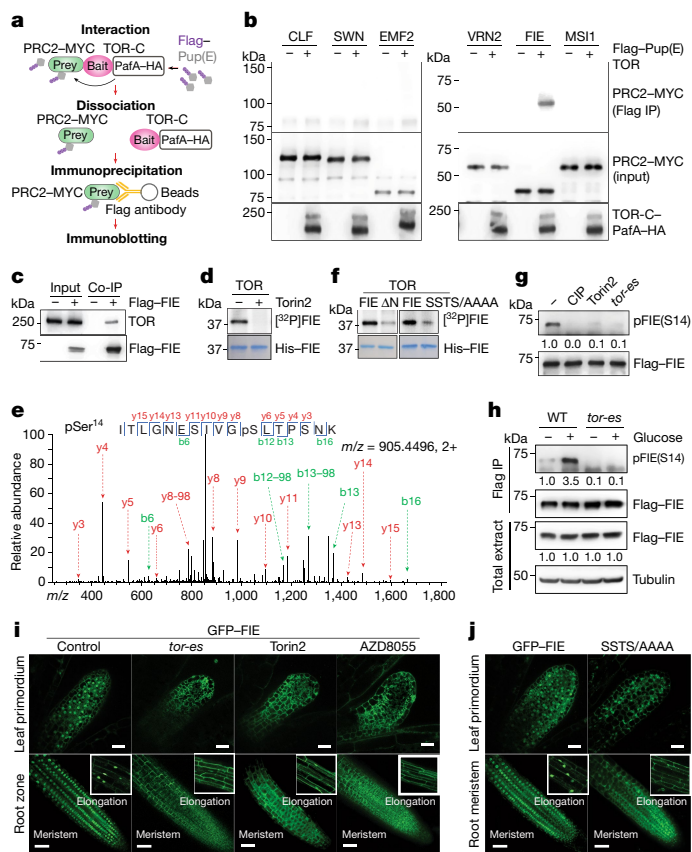 a
Interaction
PRC2–MYC TOR-C Flag–
Pup(E)
Prey Bait PafA–HA
Dissociation
PRC2–MYC TOR-C
Prey Bait PafA–HA
Immunoprecipitation
PRC2–MYC Prey Beads
Flag antibody
Immunoblotting
b
CLF SWN EMF2 VRN2 FIE MSI1
kDa – + – + – + kDa – + – + – + Flag–Pup(E)
TOR
150
100
75
75
50
PRC2–MYC
(Flag IP)
150
100
75
75
50
37
PRC2–MYC
(input)
250
250
TOR-C–
PafA–HA
c
Input Co-IP
kDa – + – + Flag–FIE
250 TOR
75 Flag–FIE
d
TOR
kDa – + Torin2
37 [32P]FIE
37 His–FIE
f
TOR
kDa FIE ΔN FIE SSTS/AAAA
37 [32P]FIE
37 His–FIE
g
kDa – CIP Torin2 tor-es
75 pFIE(S14)
1.0 0.0 0.1 0.1
75 Flag–FIE
e
pSer14
y15 y14 y13 y11 y10 y9 y8 y6 y5 y4 y3
I T L G N E S I V G pS L T P S N K
b6 b12 b13 b16
m/z = 905.4496, 2+
Relative abundance
100
80
60
40
20
0
y3 y4 y5 b6 y6 y8–98 y8 y9 y10 b12–98 y11 b13–98 b13 y13 y14 y15 b16
m/z 400 600 800 1,000 1,200 1,400 1,600 1,800
h
WT tor-es
kDa – + – + Glucose
Flag IP
75 pFIE(S14)
1.0 3.5 0.1 0.1
75 Flag–FIE
Total extract
75 Flag–FIE
1.0 1.0 1.0 1.0
50 Tubulin
i
GFP–FIE
Control tor-es Torin2 AZD8055
Leaf primordium
Root zone
Elongation Elongation Elongation Elongation
Meristem Meristem Meristem Meristem
j
GFP–FIE SSTS/AAAA
Leaf primordium
Root meristem
Elongation Elongation
Meristem Meristem